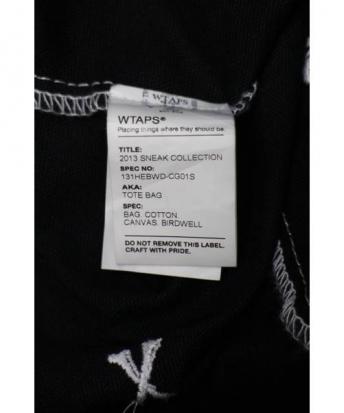 WTAPS
WTAPS®
Placing things where they should be.
TITLE:
2013 SNEAK COLLECTION
SPEC NO:
131HEBWD-CG01S
AKA:
TOTE BAG
SPEC:
BAG. COTTON.
CANVAS. BIRDWELL
DO NOT REMOVE THIS LABEL.
CRAFT WITH PRIDE.